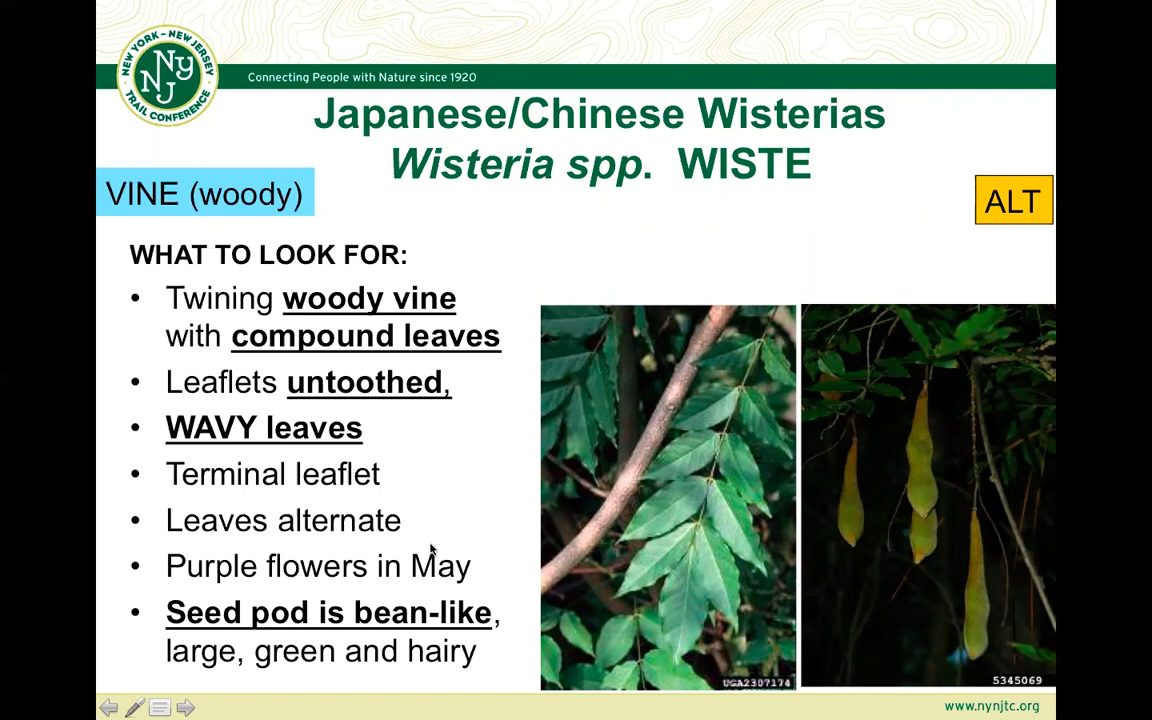 NEW YORK - NEW JERSEY
NY
NJ
TRAIL CONFERENCE
Connecting People with Nature since 1920
Japanese/Chinese Wisterias
Wisteria spp. WISTE
VINE (woody)
ALT
WHAT TO LOOK FOR:
• Twining woody vine
with compound leaves
• Leaflets untoothed,
• WAVY leaves
• Terminal leaflet
• Leaves alternate
• Purple flowers in May
• Seed pod is bean-like,
large, green and hairy
UGA2307174
5345069
www.nynjtc.org